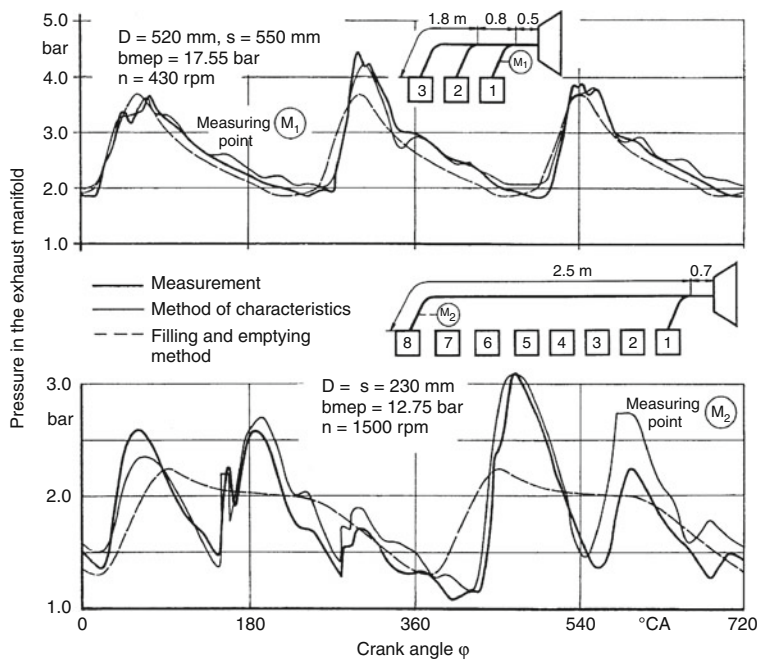 5.0
bar
4.0
3.0
2.0
1.0
D = 520 mm, s = 550 mm
bmep = 17.55 bar
n = 430 rpm
1.8 m
0.8
0.5
M1
3
2
1
Measuring
point
M1
Pressure in the exhaust manifold
Measurement
Method of characteristics
Filling and emptying
method
2.5 m
0.7
M2
8
7
6
5
4
3
2
1
3.0
bar
2.0
1.0
D = s = 230 mm
bmep = 12.75 bar
n = 1500 rpm
Measuring
point
M2
0
180
360
540
°CA
720
Crank angle φ